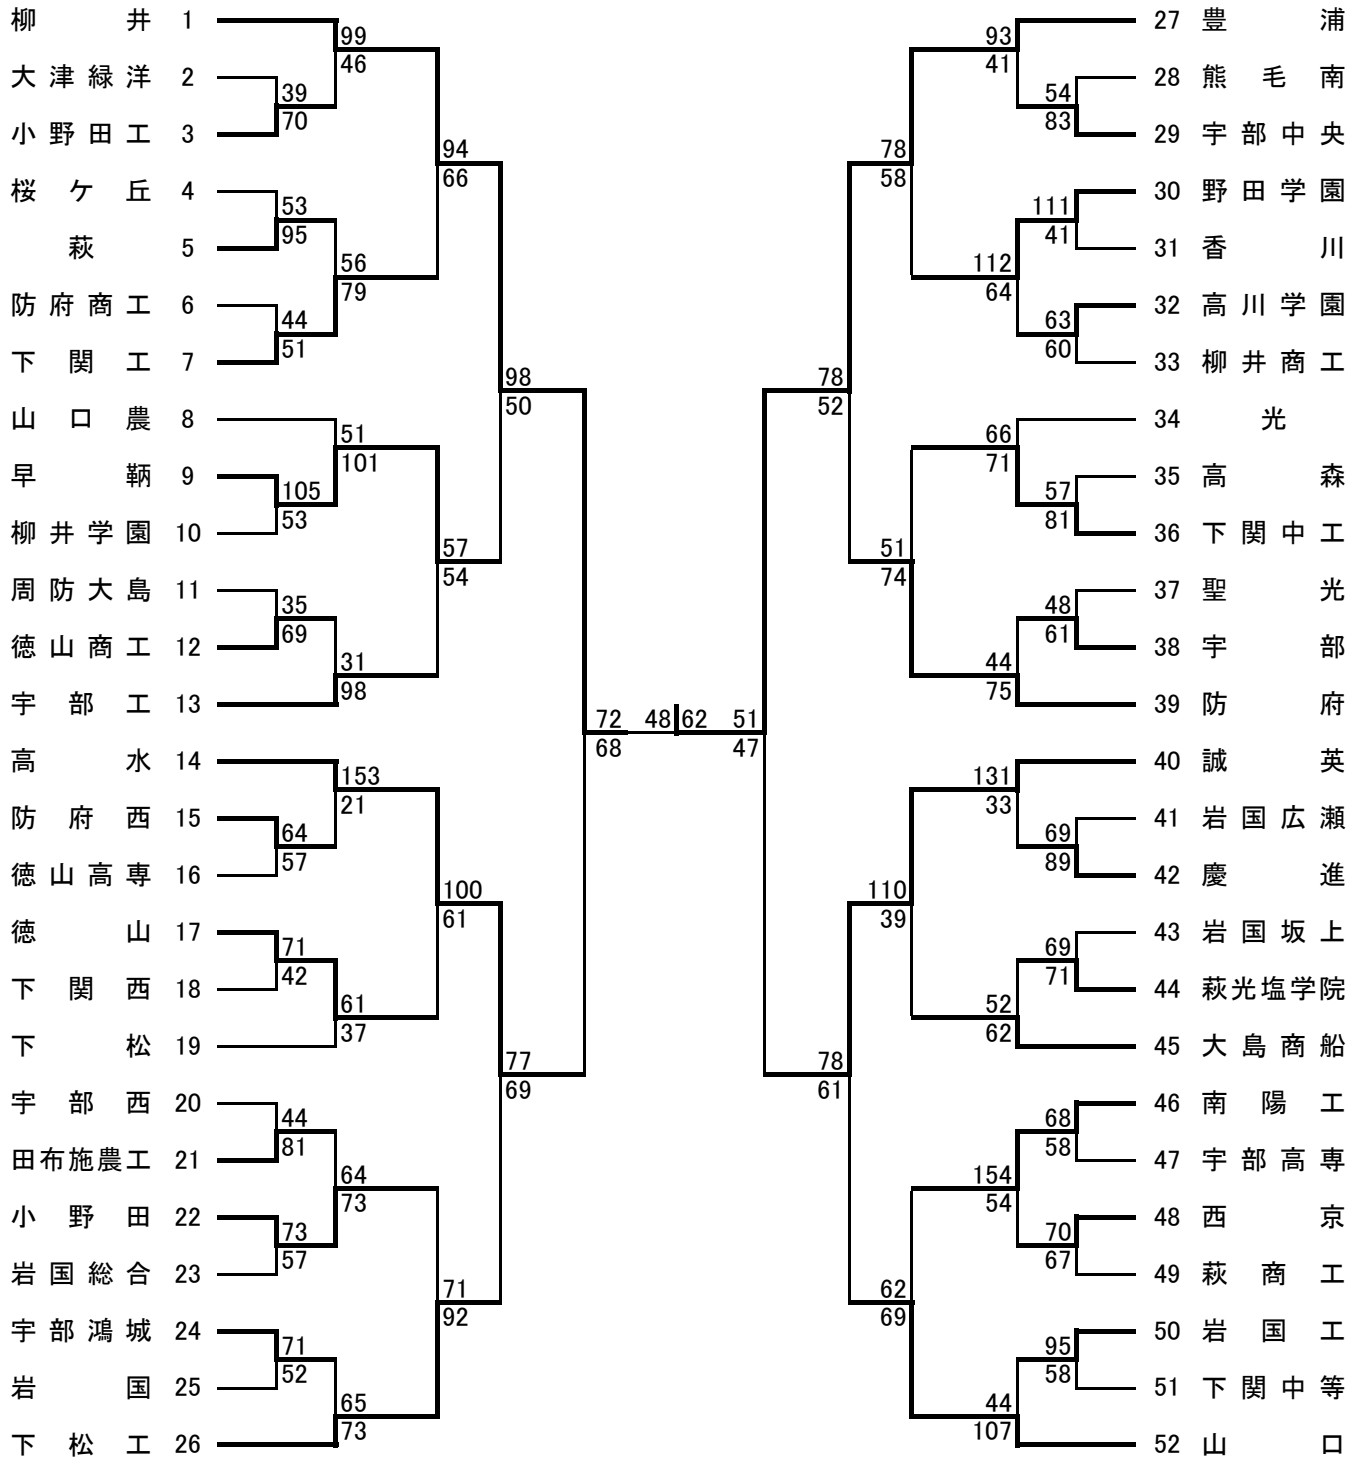 柳井 1
99
46
大津緑洋 2
39
70
小野田工 3
94
66
桜ケ丘 4
53
95
萩 5
56
79
防府商工 6
44
51
下関工 7
98
50
山口農 8
51
101
早鞆 9
105
53
柳井学園 10
57
54
周防大島 11
35
69
徳山商工 12
31
98
宇部工 13
72 48 62 51
68 47
高水 14
153
21
防府西 15
64
57
徳山高専 16
100
61
徳山 17
71
42
下関西 18
61
37
下松 19
77
69
宇部西 20
44
81
田布施農工 21
64
73
小野田 22
73
57
岩国総合 23
71
92
宇部鴻城 24
71
52
岩国 25
65
73
下松工 26
27 豊浦
93
41
28 熊毛南
54
83
29 宇部中央
78
58
30 野田学園
111
41
31 香川
112
64
32 高川学園
63
60
33 柳井商工
78
52
34 光
66
71
35 高森
57
81
36 下関中工
51
74
37 聖光
48
61
38 宇部
44
75
39 防府
40 誠英
131
33
41 岩国広瀬
69
89
42 慶進
110
39
43 岩国坂上
69
71
44 萩光塩学院
52
62
45 大島商船
78
61
46 南陽工
68
58
47 宇部高専
154
54
48 西京
70
67
49 萩商工
62
69
50 岩国工
95
58
51 下関中等
44
107
52 山口